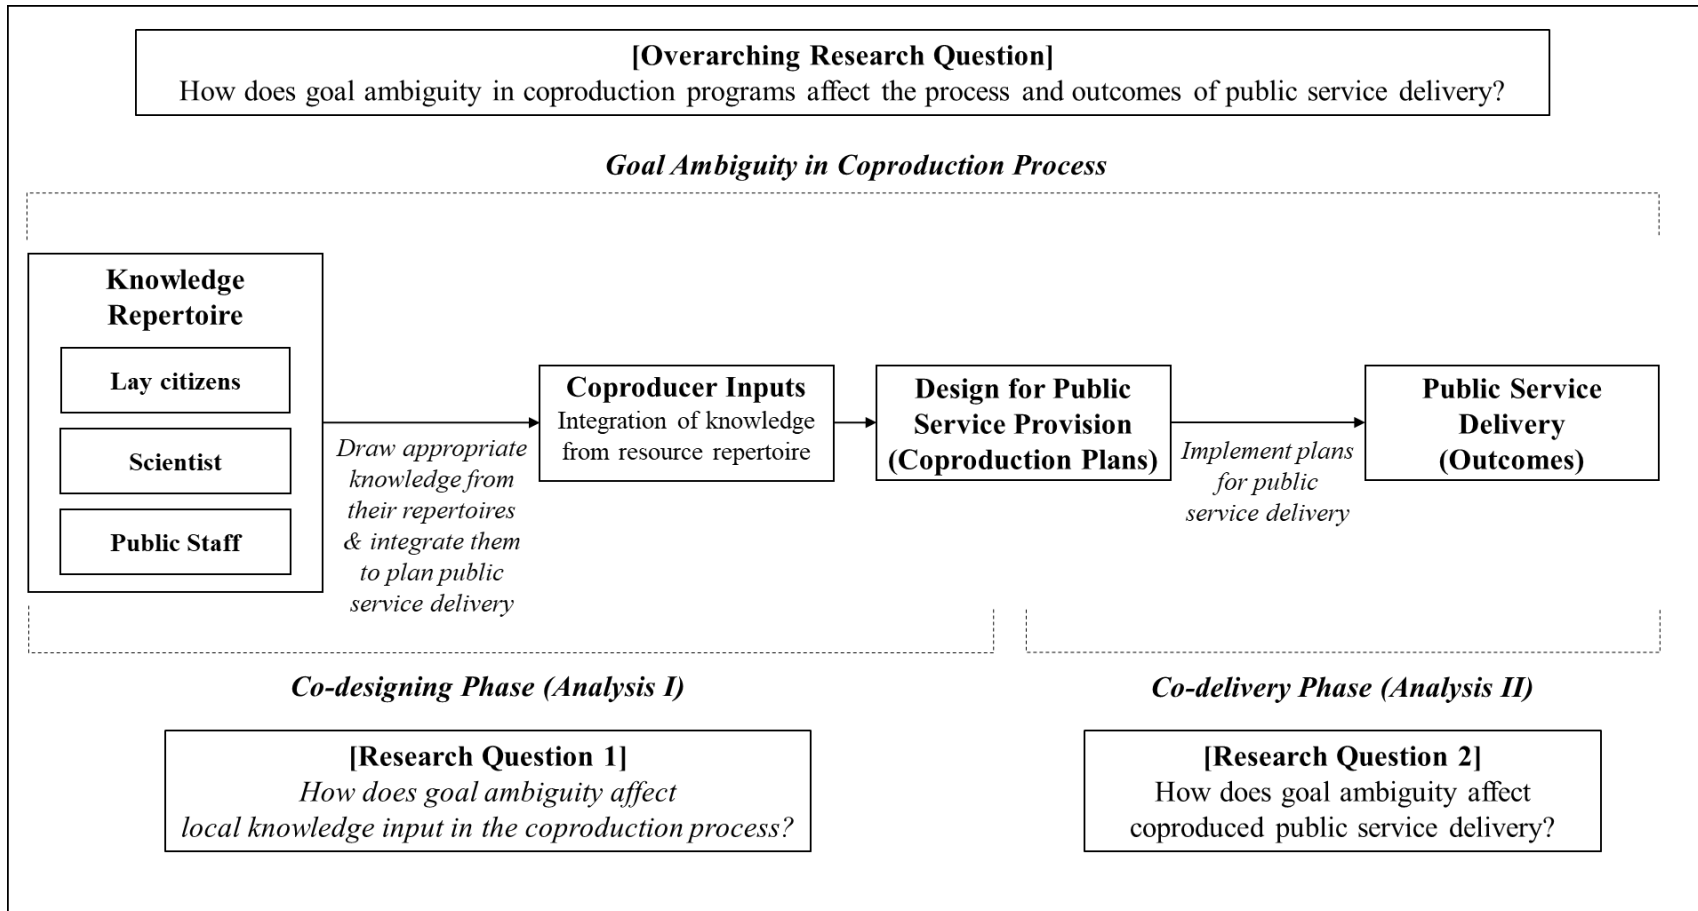 [Overarching Research Question]
How does goal ambiguity in coproduction programs affect the process and outcomes of public service delivery?
Goal Ambiguity in Coproduction Process
Knowledge
Repertoire
Lay citizens
Scientist
Public Staff
Draw appropriate
knowledge from
their repertoires
& integrate them
to plan public
service delivery
Coproducer Inputs
Integration of knowledge
from resource repertoire
Design for Public
Service Provision
(Coproduction Plans)
Implement plans
for public
service delivery
Public Service
Delivery
(Outcomes)
Co-designing Phase (Analysis I)
Co-delivery Phase (Analysis II)
[Research Question 1]
How does goal ambiguity affect
local knowledge input in the coproduction process?
[Research Question 2]
How does goal ambiguity affect
coproduced public service delivery?